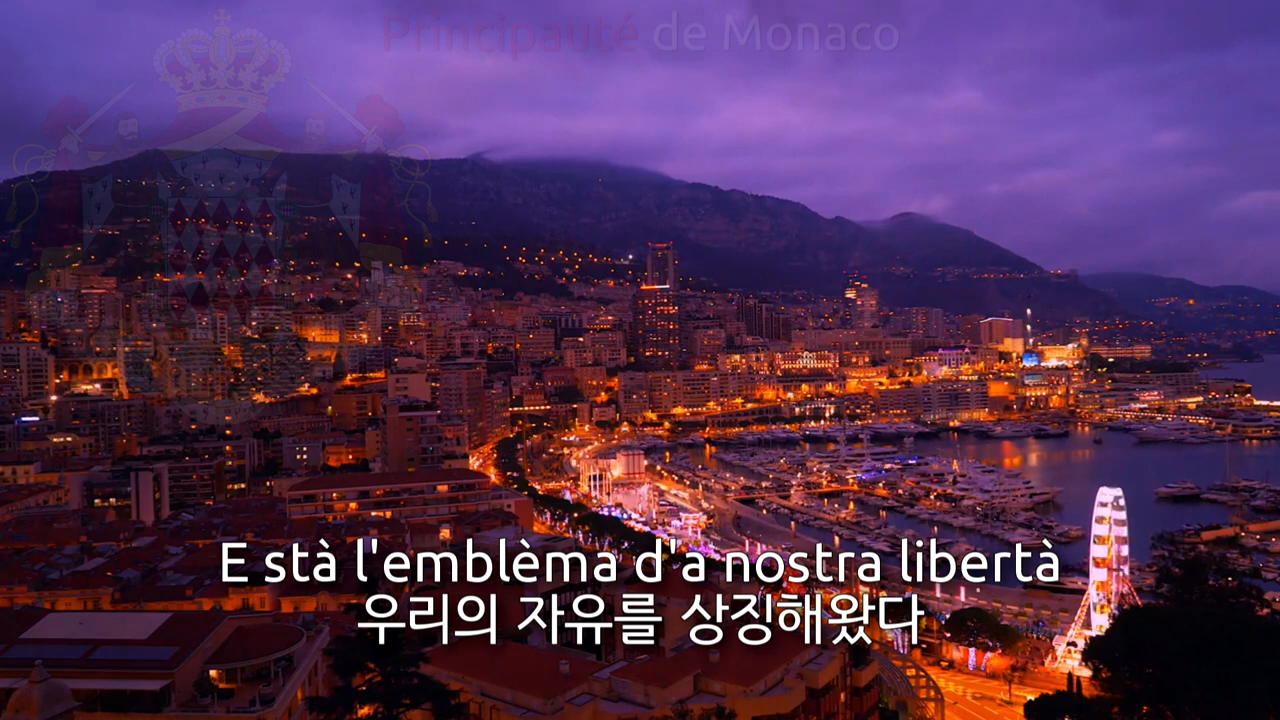 Principauté de Monaco
E stà l'emblèma d'a nostra libertà
우리의 자유를 상징해왔다